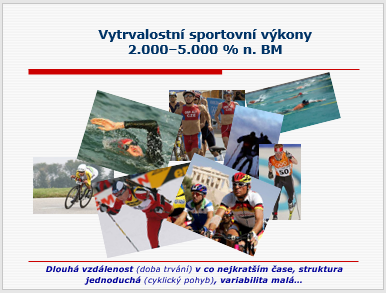 Vytrvalostní sportovní výkony
2.000–5.000 % n. BM
50
Dlouhá vzdálenost (doba trvání) v co nejkratším čase, struktura
jednoduchá (cyklický pohyb), variabilita malá…